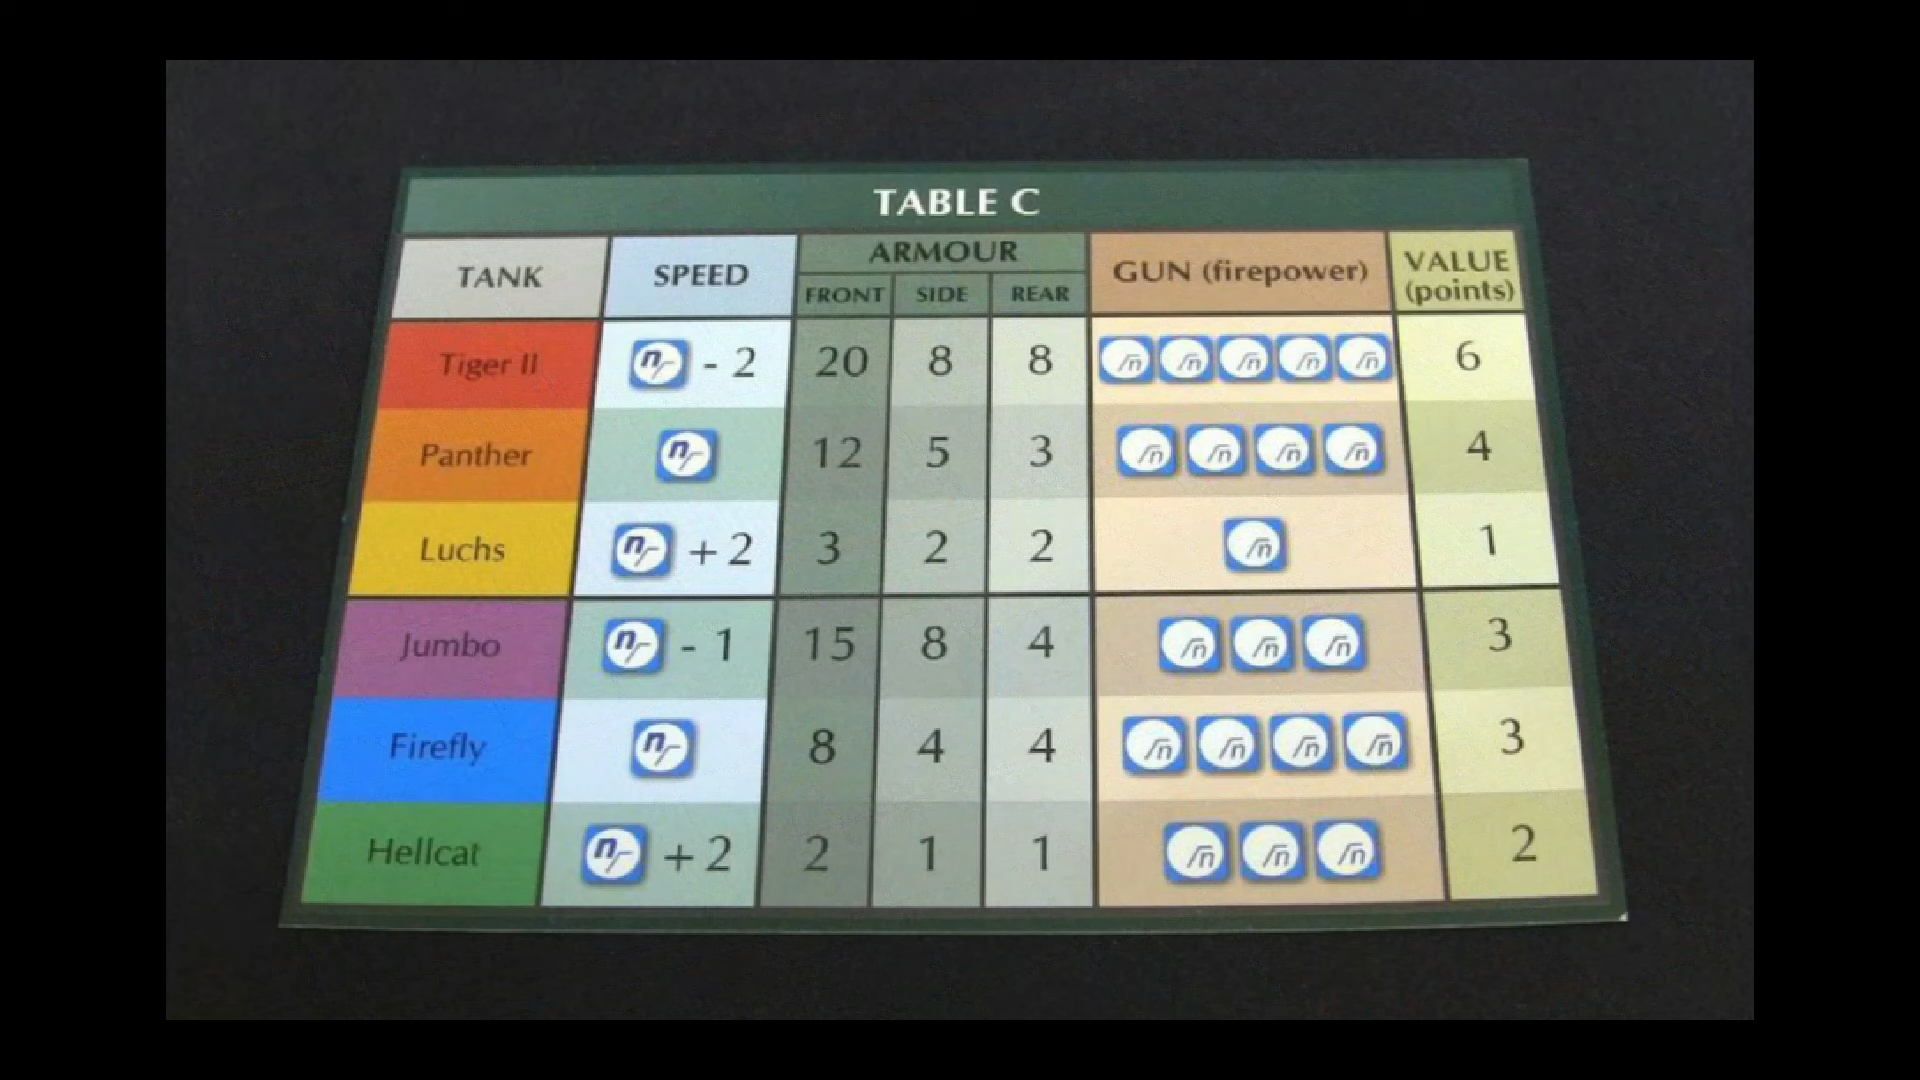 TABLE C
TANK SPEED ARMOUR GUN (firepower) VALUE (points)
FRONT SIDE REAR
Tiger II n - 2 20 8 8 n n n n n 6
Panther n 12 5 3 n n n n 4
Luchs n + 2 3 2 2 n 1
Jumbo n - 1 15 8 4 n n n 3
Firefly n 8 4 4 n n n n 3
Hellcat n + 2 2 1 1 n n n 2